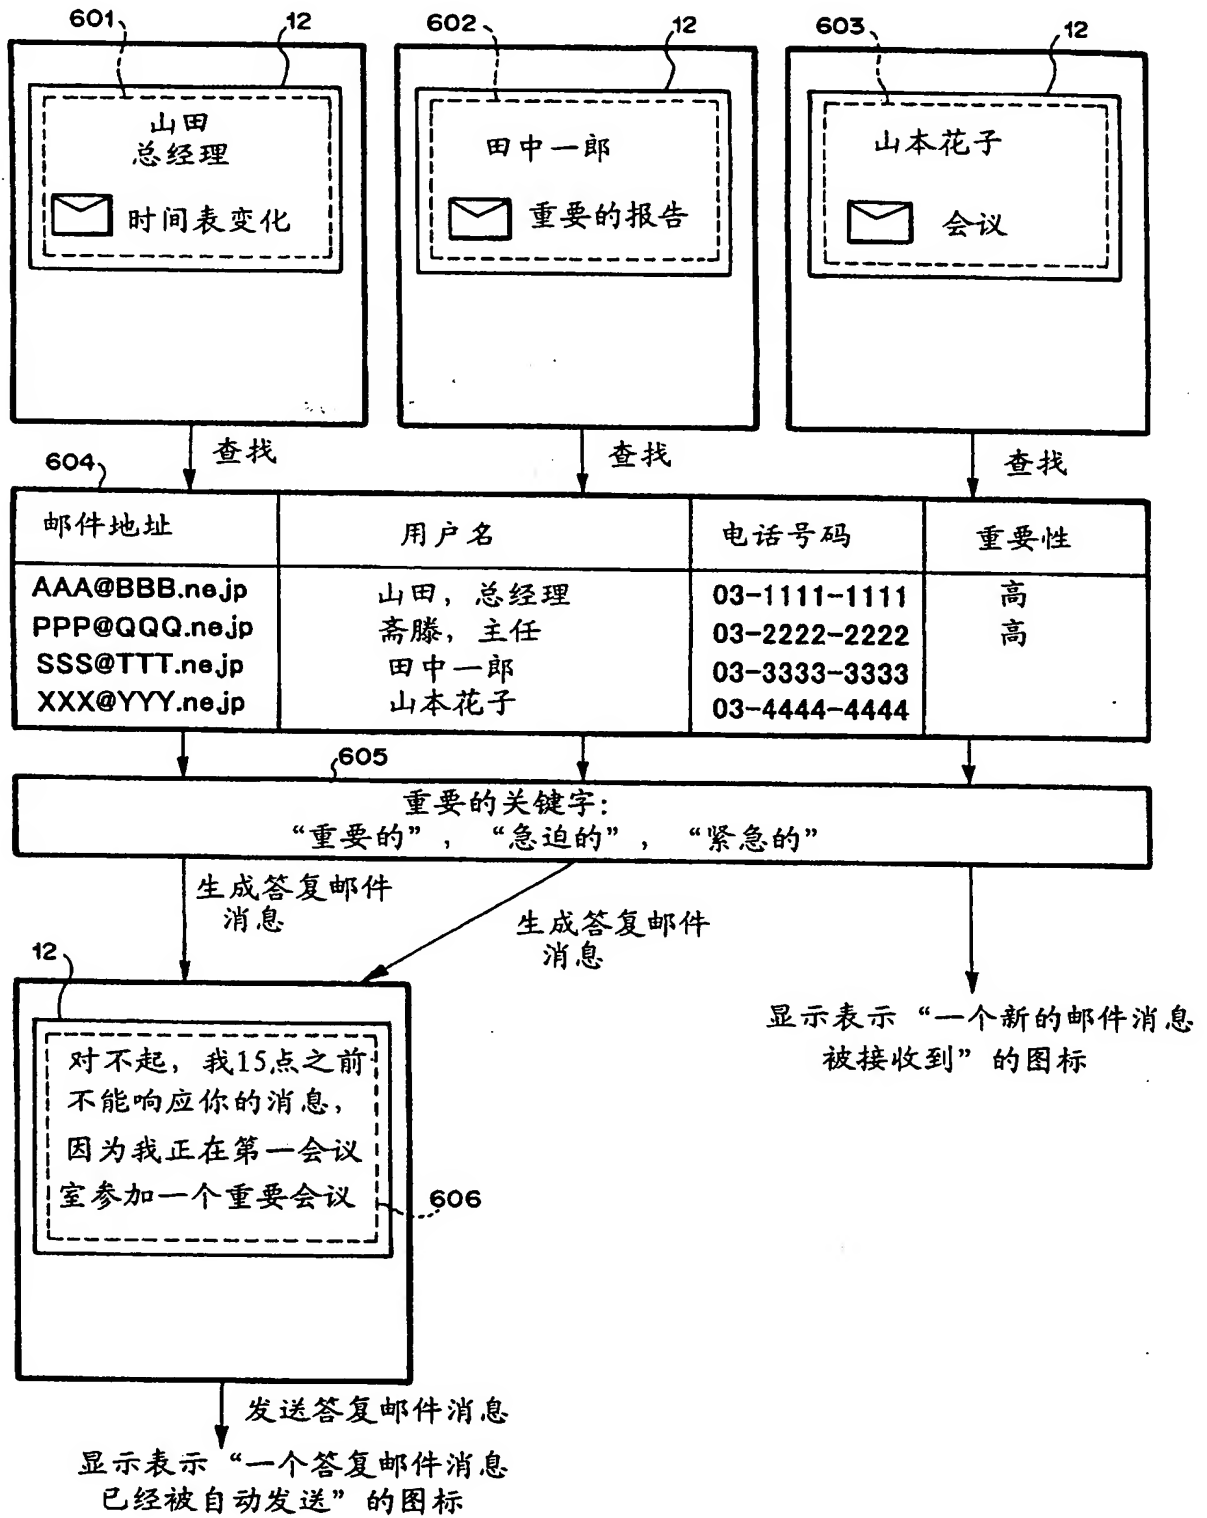 601 12 602 12 603 12
山田
总经理
时间表变化
田中一郎
重要的报告
山本花子
会议
查找 查找 查找
604
邮件地址 用户名 电话号码 重要性
AAA@BBB.ne.jp 山田，总经理 03-1111-1111 高
PPP@QQQ.ne.jp 斋滕，主任 03-2222-2222 高
SSS@TTT.ne.jp 田中一郎 03-3333-3333
XXX@YYY.ne.jp 山本花子 03-4444-4444
605
重要的关键字：
“重要的”，“急迫的”，“紧急的”
生成答复邮件
消息
生成答复邮件
消息
显示表示“一个新的邮件消息
被接收到”的图标
12
对不起，我15点之前
不能响应你的消息，
因为我正在第一会议
室参加一个重要会议
606
发送答复邮件消息
显示表示“一个答复邮件消息
已经被自动发送”的图标